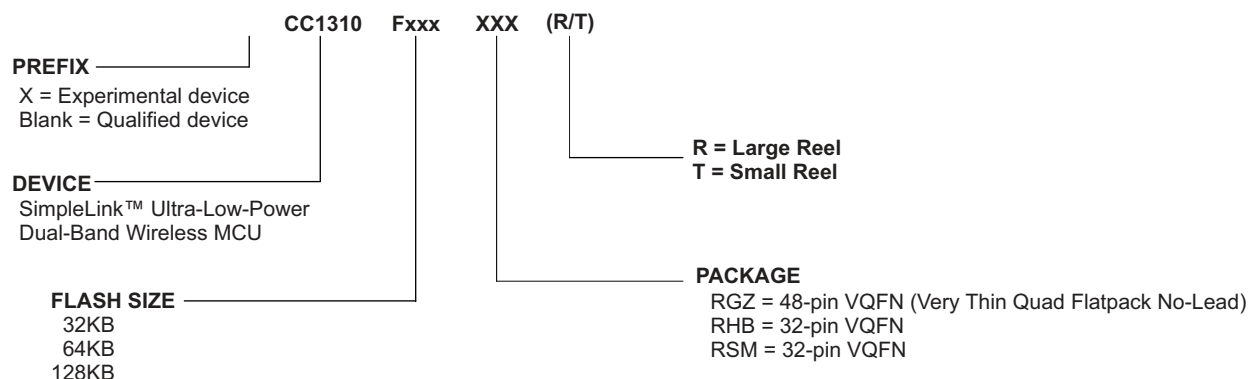 CC1310 Fxxx XXX (R/T)
PREFIX
X = Experimental device
Blank = Qualified device
R = Large Reel
T = Small Reel
DEVICE
SimpleLink™ Ultra-Low-Power
Dual-Band Wireless MCU
PACKAGE
RGZ = 48-pin VQFN (Very Thin Quad Flatpack No-Lead)
RHB = 32-pin VQFN
RSM = 32-pin VQFN
FLASH SIZE
32KB
64KB
128KB